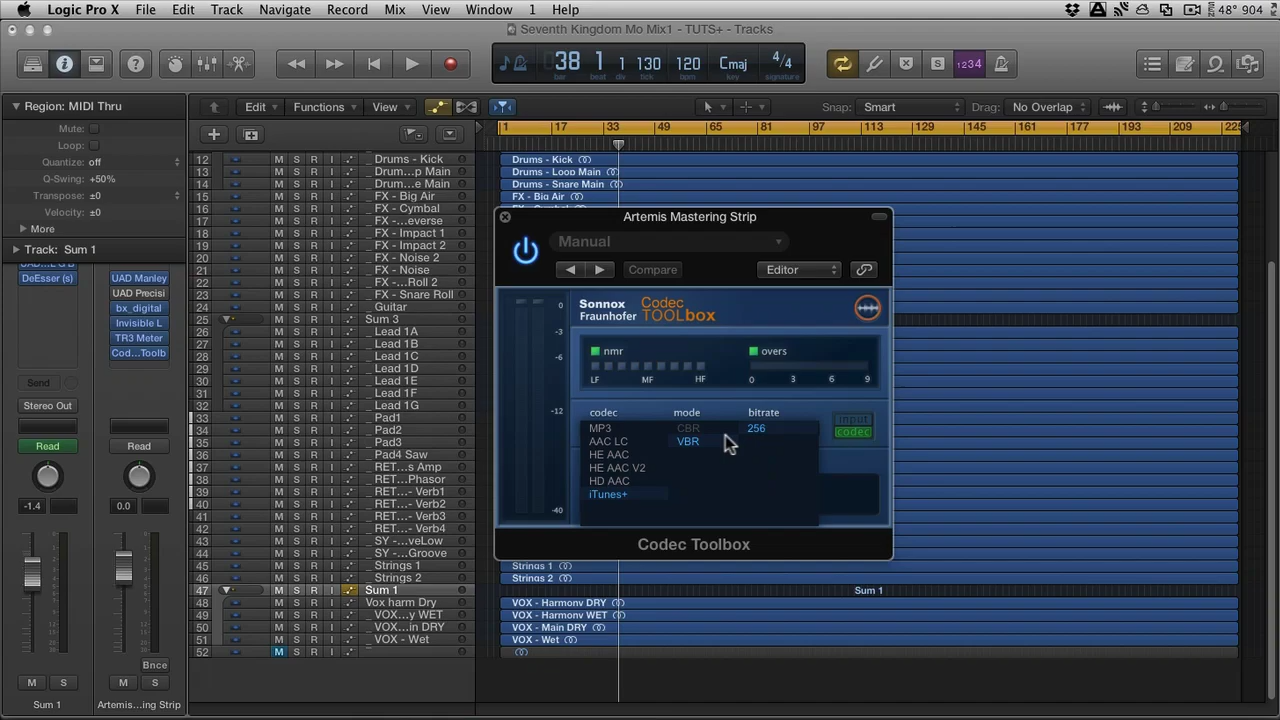 Logic Pro X File Edit Track Navigate Record Mix View Window 1 Help 48° 904
Seventh Kingdom Mo Mix1 - TUTS+ - Tracks
38 1 1 130 120 Cmaj 4/4
bar beat div tick bpm key signature
1234
Region: MIDI Thru
Edit Functions View Snap: Smart Drag: No Overlap
Mute:
Loop:
Quantize: off
Q-Swing: +50%
Transpose: ±0
Velocity: ±0
More
Track: Sum 1
1 17 33 49 65 81 97 113 129 145 161 177 193 209
12 M S R I Drums - Kick
13 M S R I Drum...p Main
14 M S R I Drum...e Main
15 M S R I FX - Big Air
16 M S R I FX - Cymbal
17 M S R I FX - ...everse
18 M S R I FX - Impact 1
19 M S R I FX - Impact 2
20 M S R I FX - Noise 2
21 M S R I FX - Noise
22 M S R I FX - ...Roll 2
23 M S R I FX - Snare Roll
24 M S R I Guitar
25 M S R I Sum 3
26 M S R I Lead 1A
27 M S R I Lead 1B
28 M S R I Lead 1C
29 M S R I Lead 1D
30 M S R I Lead 1E
31 M S R I Lead 1F
32 M S R I Lead 1G
33 M S R I Pad1
34 M S R I Pad2
35 M S R I Pad3
36 M S R I Pad4 Saw
37 M S R I RET...s Amp
38 M S R I RET...Phasor
39 M S R I RET...- Verb1
40 M S R I RET...- Verb2
41 M S R I RET...- Verb3
42 M S R I RET...- Verb4
43 M S R I SY -...veLow
44 M S R I SY -...Groove
45 M S R I Strings 1
46 M S R I Strings 2
47 M S R I Sum 1
48 M S R I Vox harm Dry
49 M S R I VOX...y WET
50 M S R I VOX...in DRY
51 M S R I VOX - Wet
52 M S R I
Drums - Kick
Drums - Loop Main
Drums - Snare Main
FX - Big Air
Strings 1
Strings 2
Sum 1
VOX - Harmony DRY
VOX - Harmony WET
VOX - Main DRY
VOX - Wet
DeEsser (s)
UAD Manley
UAD Precisi
bx_digital
Invisible L
TR3 Meter
Cod...Toolb
Send
Stereo Out
Read Read
-1.4 0.0
Bnce
M S M S
Sum 1 Artemis...ing Strip
Artemis Mastering Strip
Manual
Compare Editor
Sonnox Fraunhofer
Codec TOOLbox
0
-3
-6
-12
-40
nmr overs
LF MF HF 0 3 6 9
codec mode bitrate
MP3 CBR 256
AAC LC VBR
HE AAC
HE AAC V2
HD AAC
iTunes+
input
codec
Codec Toolbox